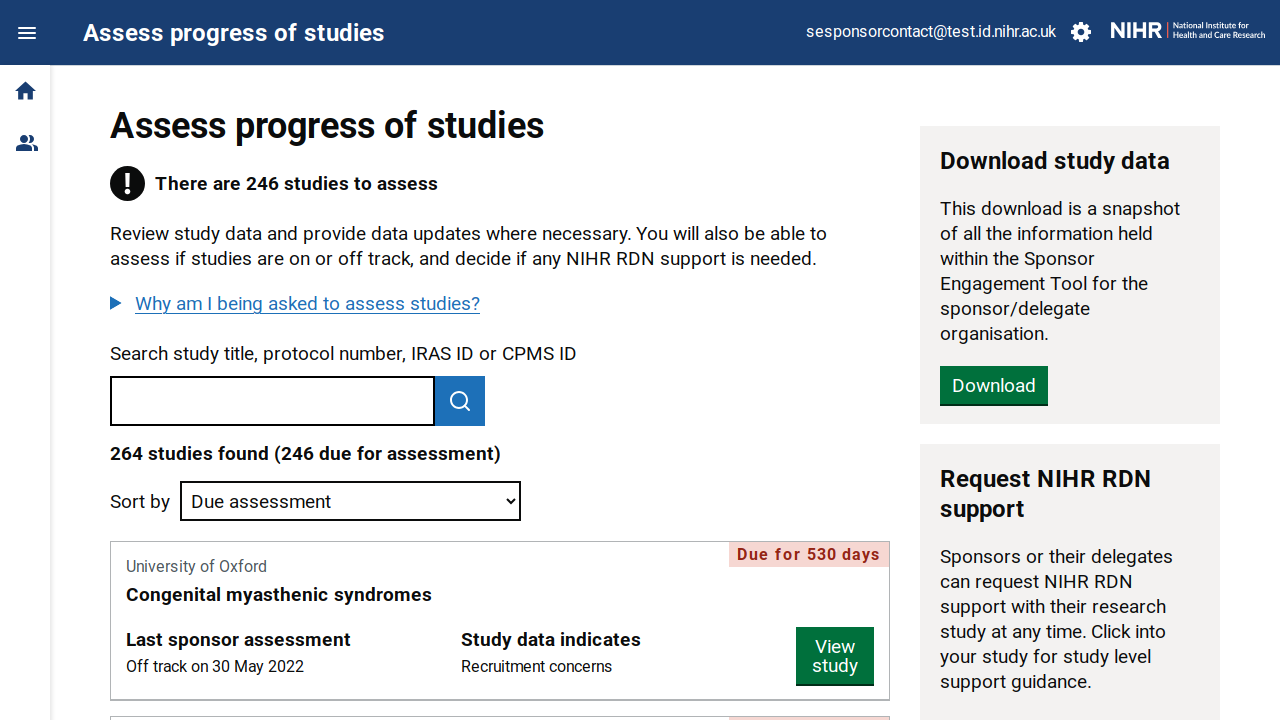 Assess progress of studies
sesponsorcontact@test.id.nihr.ac.uk
NIHR | National Institute for
Health and Care Research
Assess progress of studies
There are 246 studies to assess
Review study data and provide data updates where necessary. You will also be able to
assess if studies are on or off track, and decide if any NIHR RDN support is needed.
Why am I being asked to assess studies?
Search study title, protocol number, IRAS ID or CPMS ID
264 studies found (246 due for assessment)
Sort by
Due assessment
Due for 530 days
University of Oxford
Congenital myasthenic syndromes
Last sponsor assessment
Off track on 30 May 2022
Study data indicates
Recruitment concerns
View
study
Download study data
This download is a snapshot
of all the information held
within the Sponsor
Engagement Tool for the
sponsor/delegate
organisation.
Download
Request NIHR RDN
support
Sponsors or their delegates
can request NIHR RDN
support with their research
study at any time. Click into
your study for study level
support guidance.